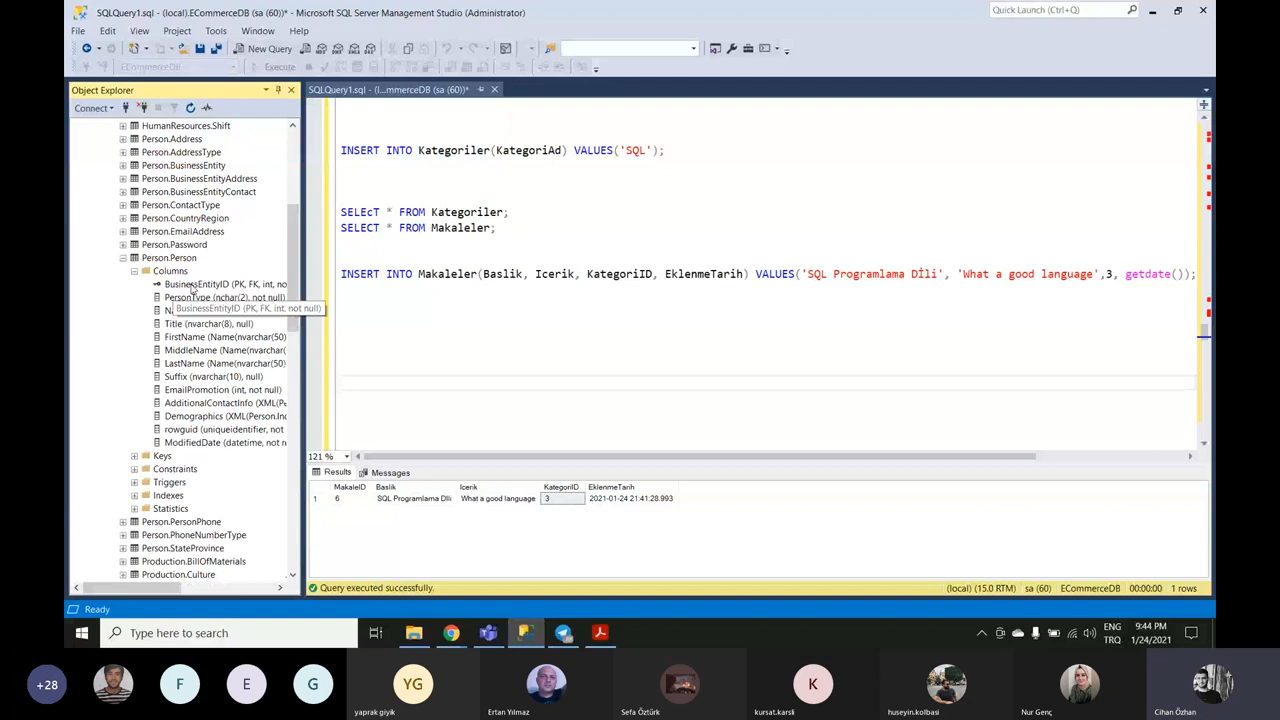 SQLQuery1.sql - (local).ECommerceDB (sa (60))* - Microsoft SQL Server Management Studio (Administrator)
Quick Launch (Ctrl+Q)
File Edit View Project Tools Window Help
New Query
ECommerceDb Execute
Object Explorer
SQLQuery1.sql - (l...mmerceDB (sa (60))*
Connect
HumanResources.Shift
Person.Address
Person.AddressType
Person.BusinessEntity
Person.BusinessEntityAddress
Person.BusinessEntityContact
Person.ContactType
Person.CountryRegion
Person.EmailAddress
Person.Password
Person.Person
Columns
BusinessEntityID (PK, FK, int, no
PersonType (nchar(2), not null)
BusinessEntityID (PK, FK, int, not null)
Title (nvarchar(8), null)
FirstName (Name(nvarchar(50)
MiddleName (Name(nvarchar(
LastName (Name(nvarchar(50)
Suffix (nvarchar(10), null)
EmailPromotion (int, not null)
AdditionalContactInfo (XML(Pe
Demographics (XML(Person.Ind
rowguid (uniqueidentifier, not
ModifiedDate (datetime, not n
Keys
Constraints
Triggers
Indexes
Statistics
Person.PersonPhone
Person.PhoneNumberType
Person.StateProvince
Production.BillOfMaterials
Production.Culture
INSERT INTO Kategoriler(KategoriAd) VALUES('SQL');
SELEcT * FROM Kategoriler;
SELECT * FROM Makaleler;
INSERT INTO Makaleler(Baslik, Icerik, KategoriID, EklenmeTarih) VALUES('SQL Programlama Dİli', 'What a good language',3, getdate());
121 %
Results Messages
MakaleID Baslik Icerik KategoriID EklenmeTarih
1 6 SQL Programlama Dİli What a good language 3 2021-01-24 21:41:28.993
Query executed successfully. (local) (15.0 RTM) sa (60) ECommerceDB 00:00:00 1 rows
Ready
Type here to search
ENG
TRQ
9:44 PM
1/24/2021
+28 F E G YG K
yaprak giyik Ertan Yılmaz Sefa Öztürk kursat.karsli huseyin.kolbasi Nur Genç Cihan Özhan